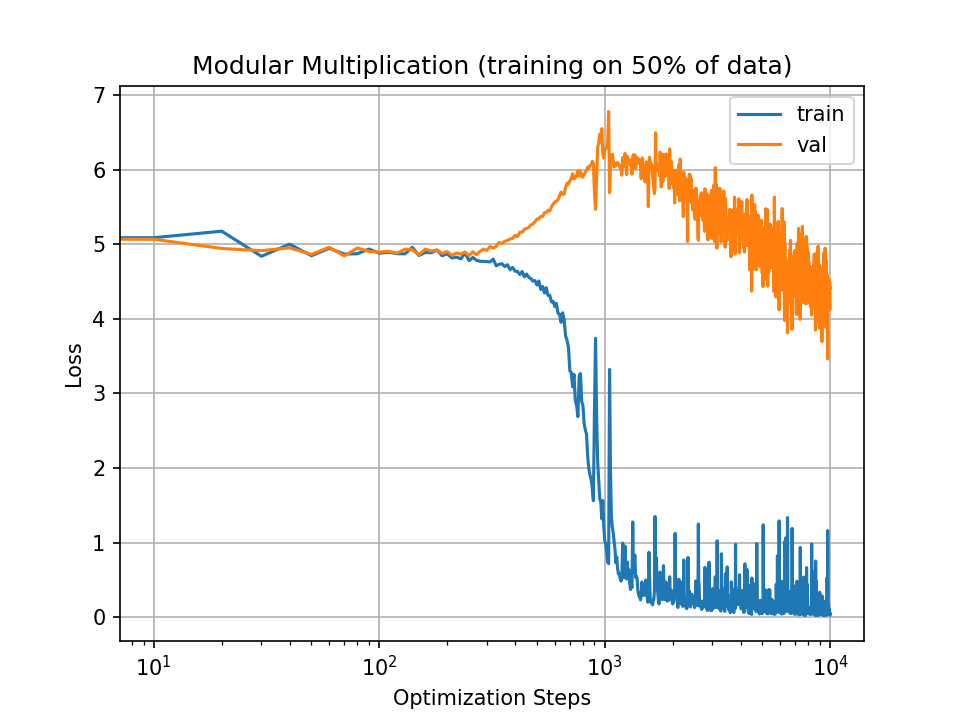 Modular Multiplication (training on 50% of data)
train
val
7
6
5
4
3
2
1
0
Loss
10¹
10²
10³
10⁴
Optimization Steps